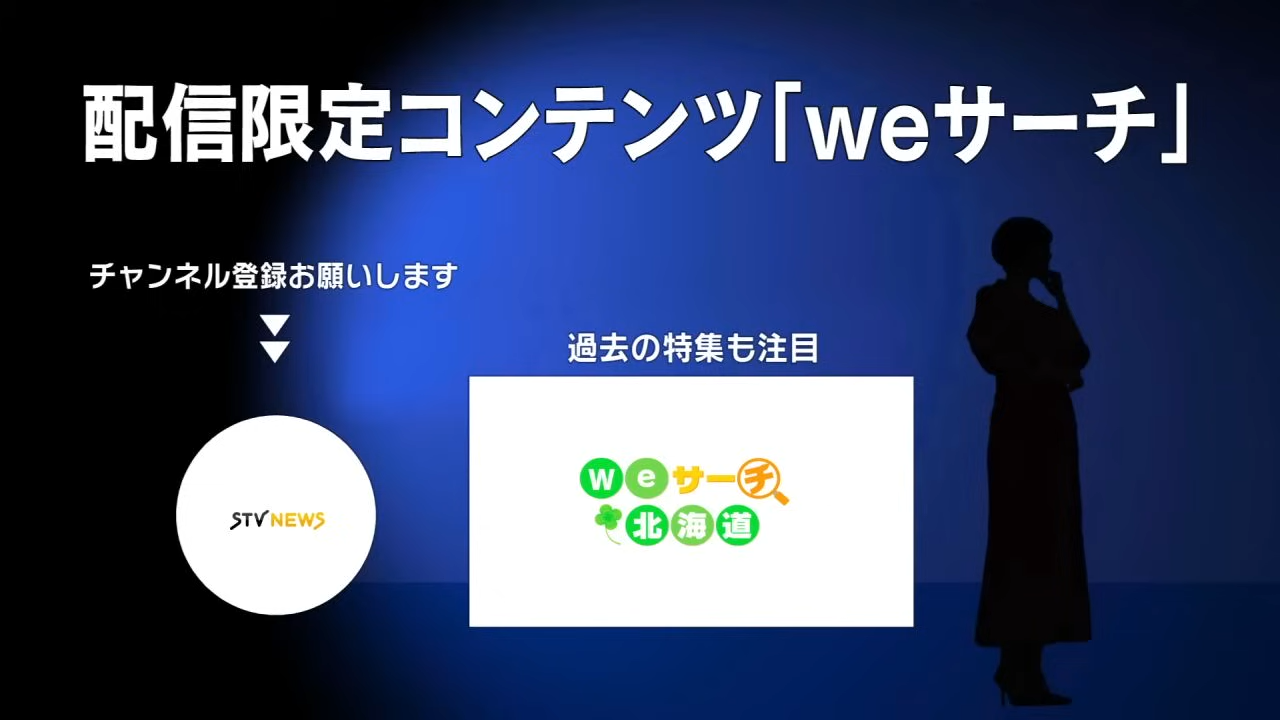 配信限定コンテンツ「weサーチ」
チャンネル登録お願いします
過去の特集も注目
weサーチ
北海道
STV NEWS